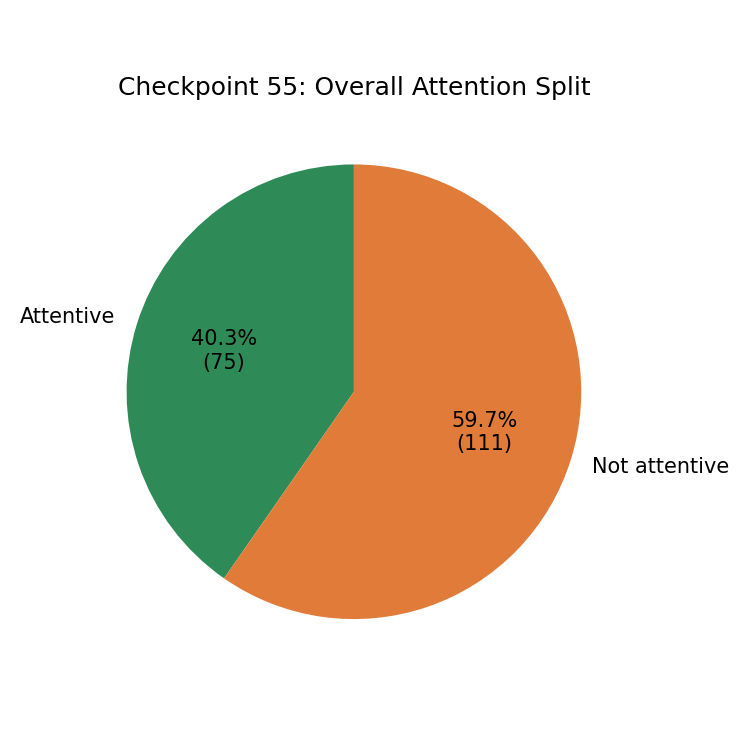 Checkpoint 55: Overall Attention Split
Attentive
40.3%
(75)
59.7%
(111)
Not attentive